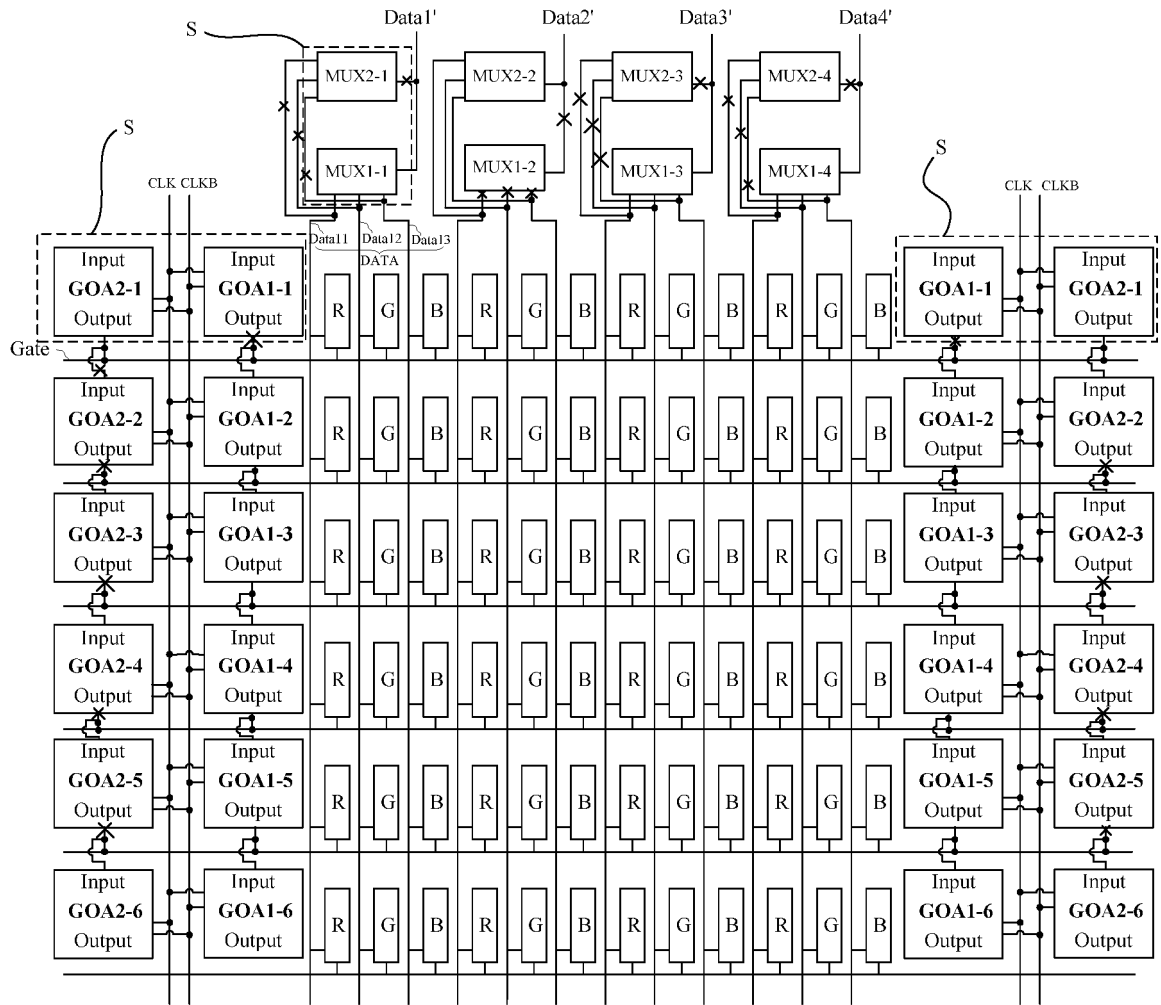 Data1' Data2' Data3' Data4'
S
MUX2-1 MUX2-2 MUX2-3 MUX2-4
S
S
MUX1-1 MUX1-2 MUX1-3 MUX1-4
CLK CLKB CLK CLKB
Data11 Data12 Data13
DATA
Input Input Input Input
GOA2-1 GOA1-1 R G B R G B R G B R G B GOA1-1 GOA2-1
Output Output Output Output
Gate
Input Input Input Input
GOA2-2 GOA1-2 R G B R G B R G B R G B GOA1-2 GOA2-2
Output Output Output Output
Input Input Input Input
GOA2-3 GOA1-3 R G B R G B R G B R G B GOA1-3 GOA2-3
Output Output Output Output
Input Input Input Input
GOA2-4 GOA1-4 R G B R G B R G B R G B GOA1-4 GOA2-4
Output Output Output Output
Input Input Input Input
GOA2-5 GOA1-5 R G B R G B R G B R G B GOA1-5 GOA2-5
Output Output Output Output
Input Input Input Input
GOA2-6 GOA1-6 R G B R G B R G B R G B GOA1-6 GOA2-6
Output Output Output Output